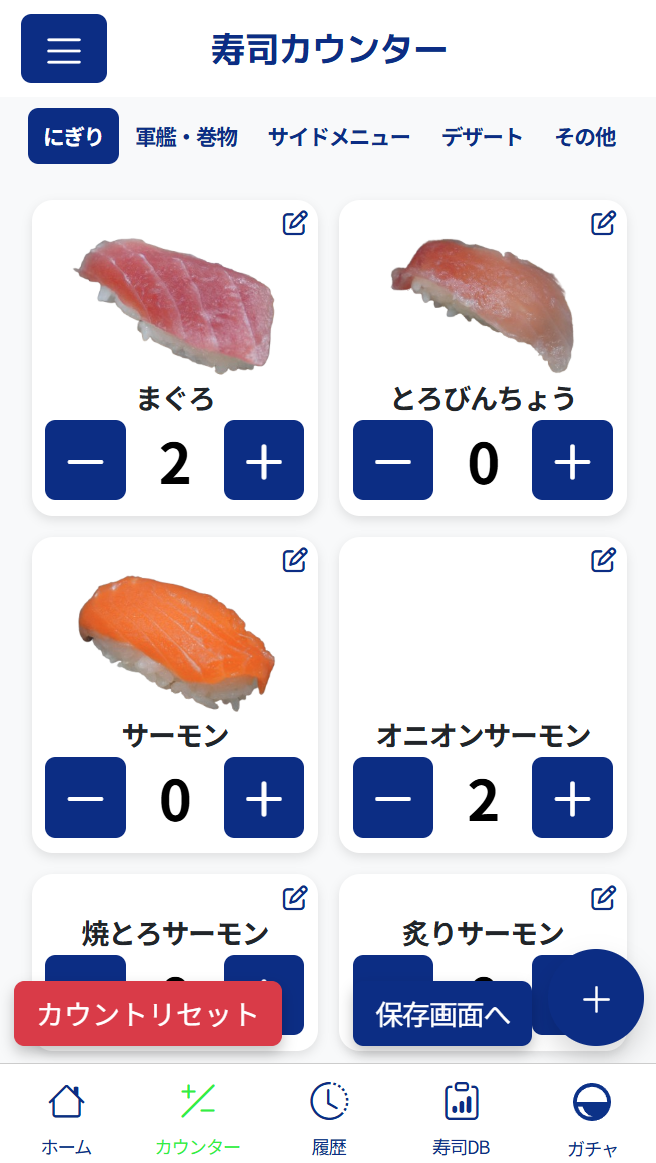 寿司カウンター
にぎり 軍艦・巻物 サイドメニュー デザート その他
まぐろ とろびんちょう
2 0
サーモン オニオンサーモン
0 2
焼とろサーモン 炙りサーモン
カウントリセット 保存画面へ
ホーム カウンター 履歴 寿司DB ガチャ